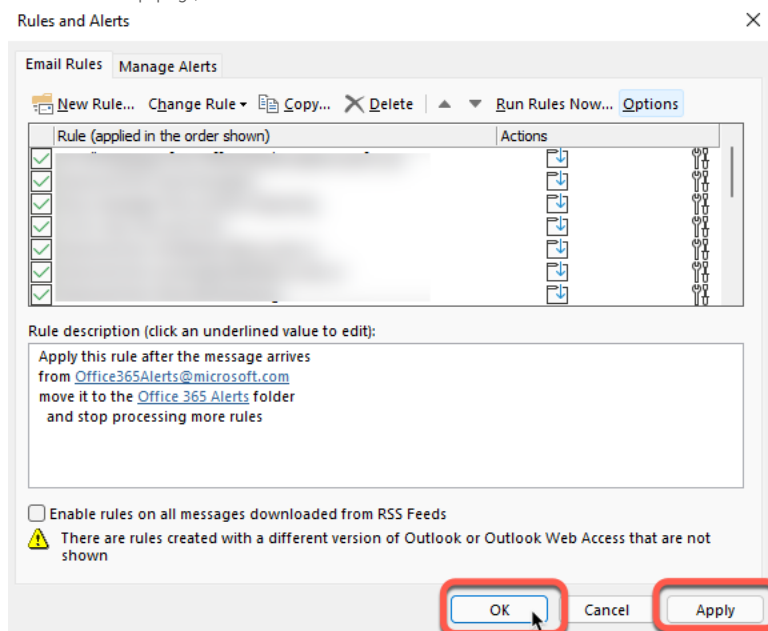 Rules and Alerts
Email Rules Manage Alerts
New Rule... Change Rule Copy... Delete Run Rules Now... Options
Rule (applied in the order shown) Actions
Rule description (click an underlined value to edit):
Apply this rule after the message arrives
from Office365Alerts@microsoft.com
move it to the Office 365 Alerts folder
and stop processing more rules
Enable rules on all messages downloaded from RSS Feeds
There are rules created with a different version of Outlook or Outlook Web Access that are not
shown
OK Cancel Apply